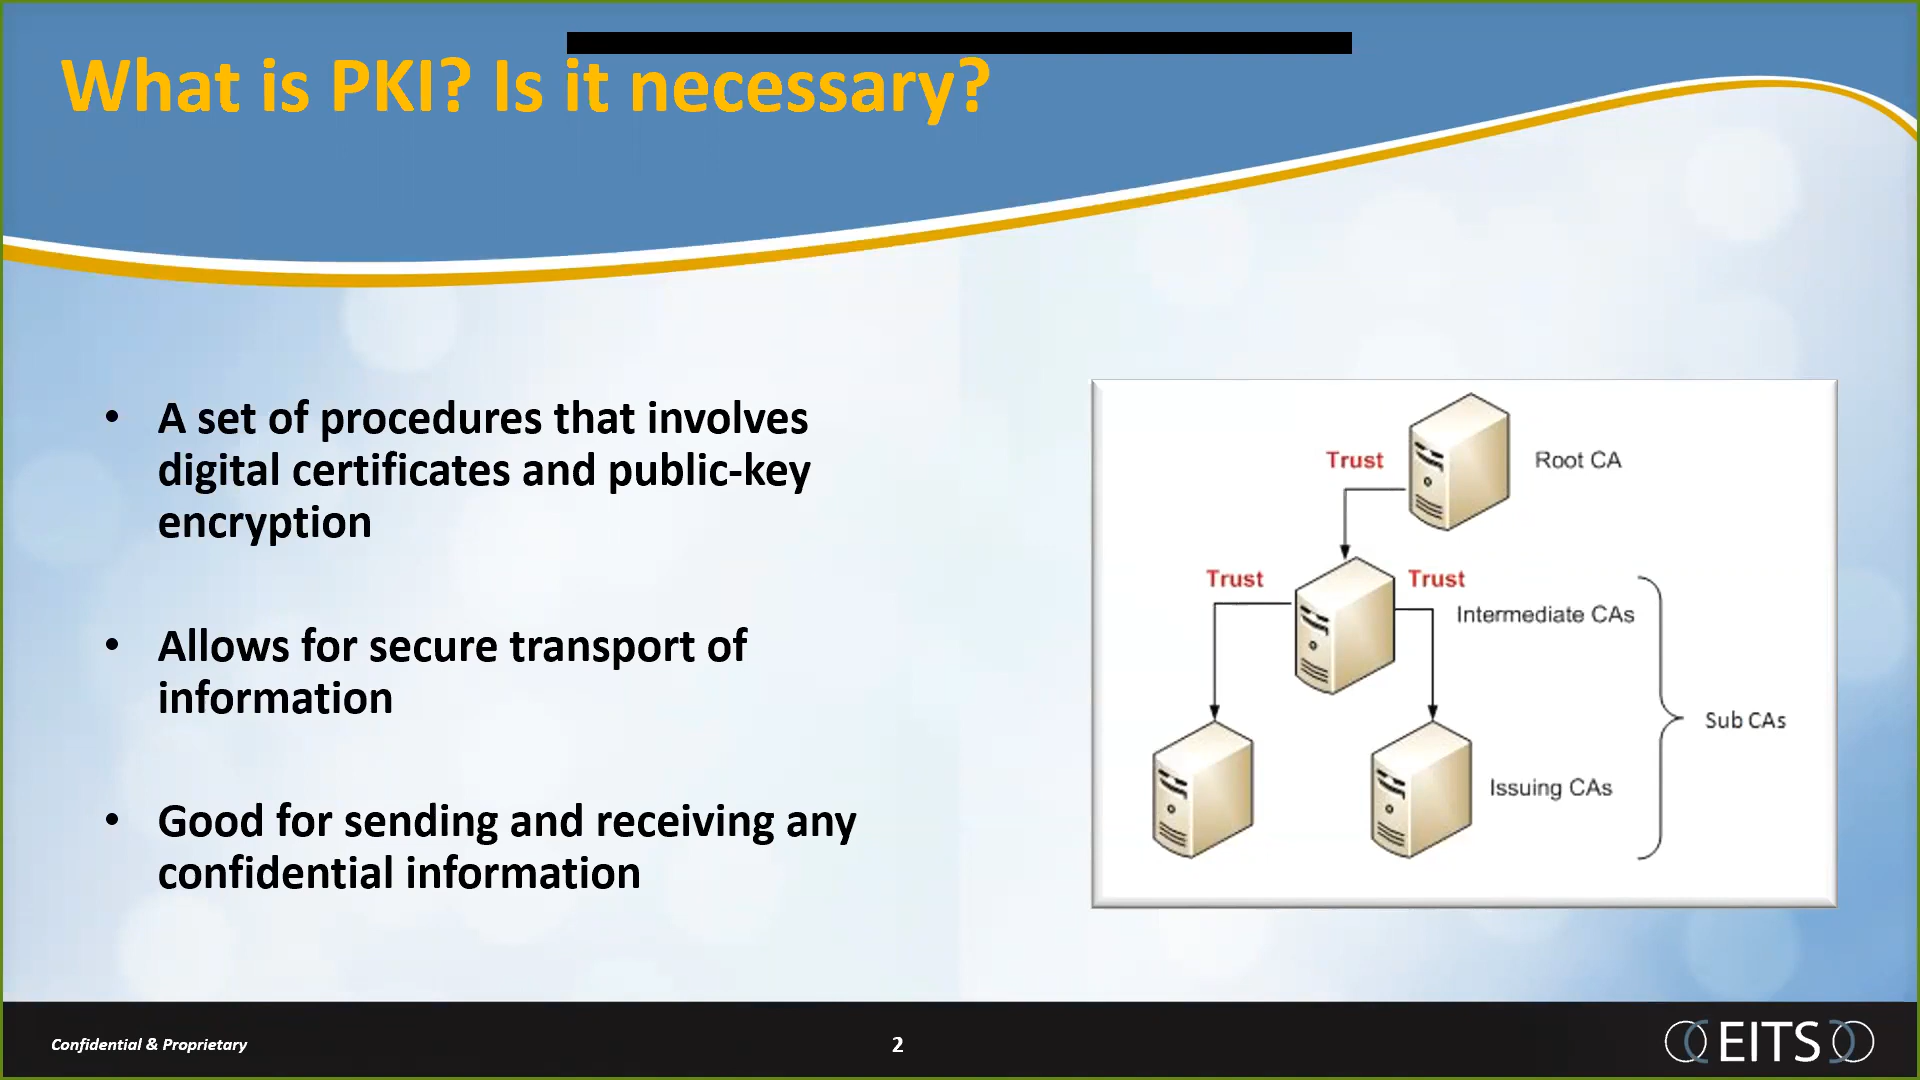 What is PKI? Is it necessary?
• A set of procedures that involves
digital certificates and public-key
encryption
• Allows for secure transport of
information
• Good for sending and receiving any
confidential information
Trust
Root CA
Trust
Trust
Intermediate CAs
Sub CAs
Issuing CAs
Confidential & Proprietary
2
EITS